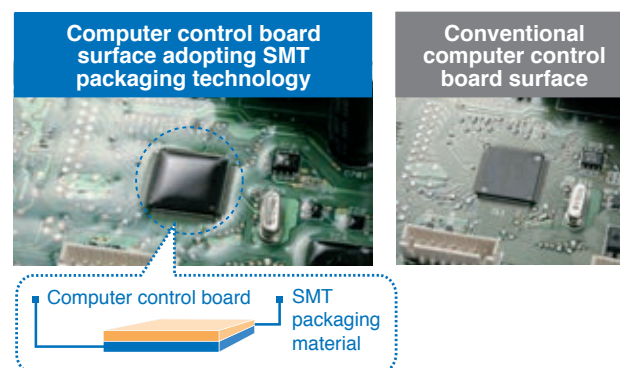 Computer control board
surface adopting SMT
packaging technology
Conventional
computer control
board surface
Computer control board
SMT
packaging
material